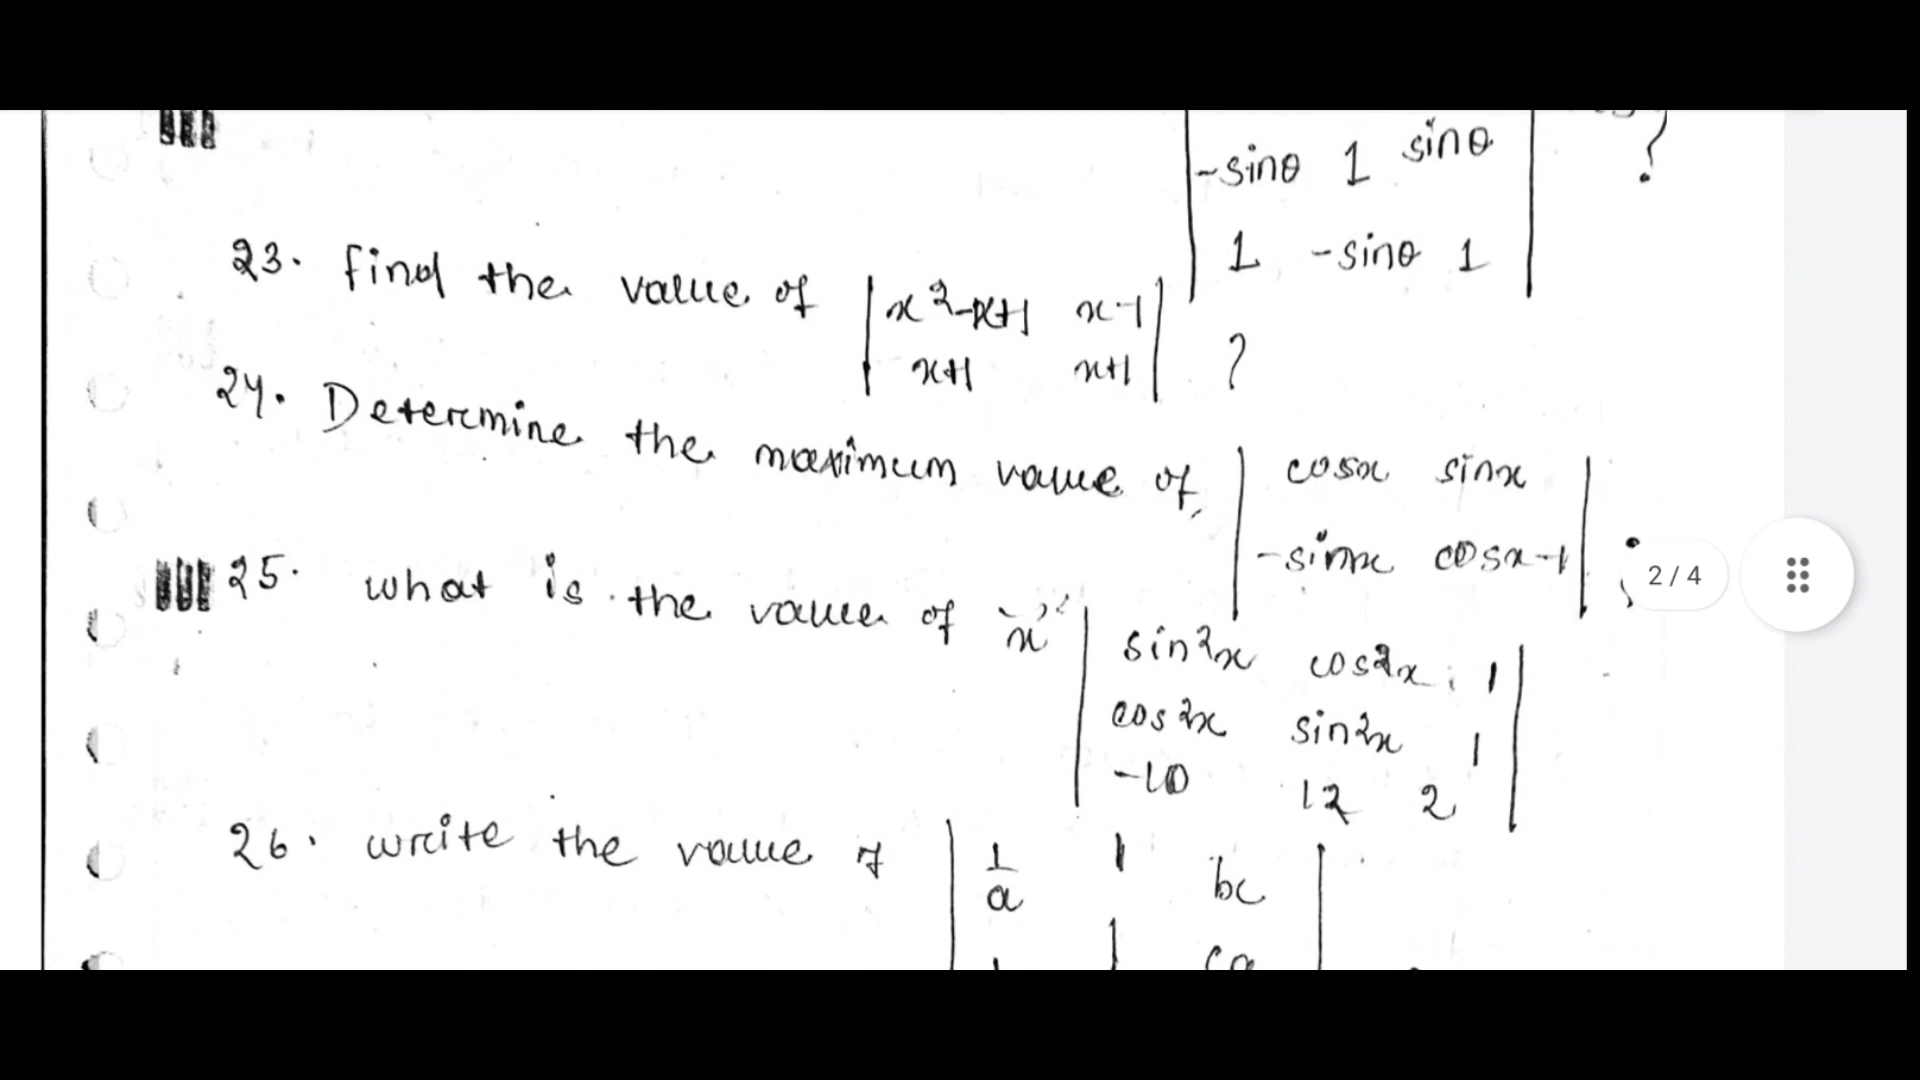 -sinθ 1 sinθ ?
1 -sinθ 1
23. find the value of | x²-x+1 x-1 |
| x+1 x+1 | ?
24. Determine the maximum value of, | cosx sinx |
| -sinx cosx-1 | ;
25. what is the value of | sin²x cos²x 1 |
| cos²x sin²x 1 |
| -10 12 2 |
26. write the value of | 1/a 1 bc |
1 ca
2 / 4